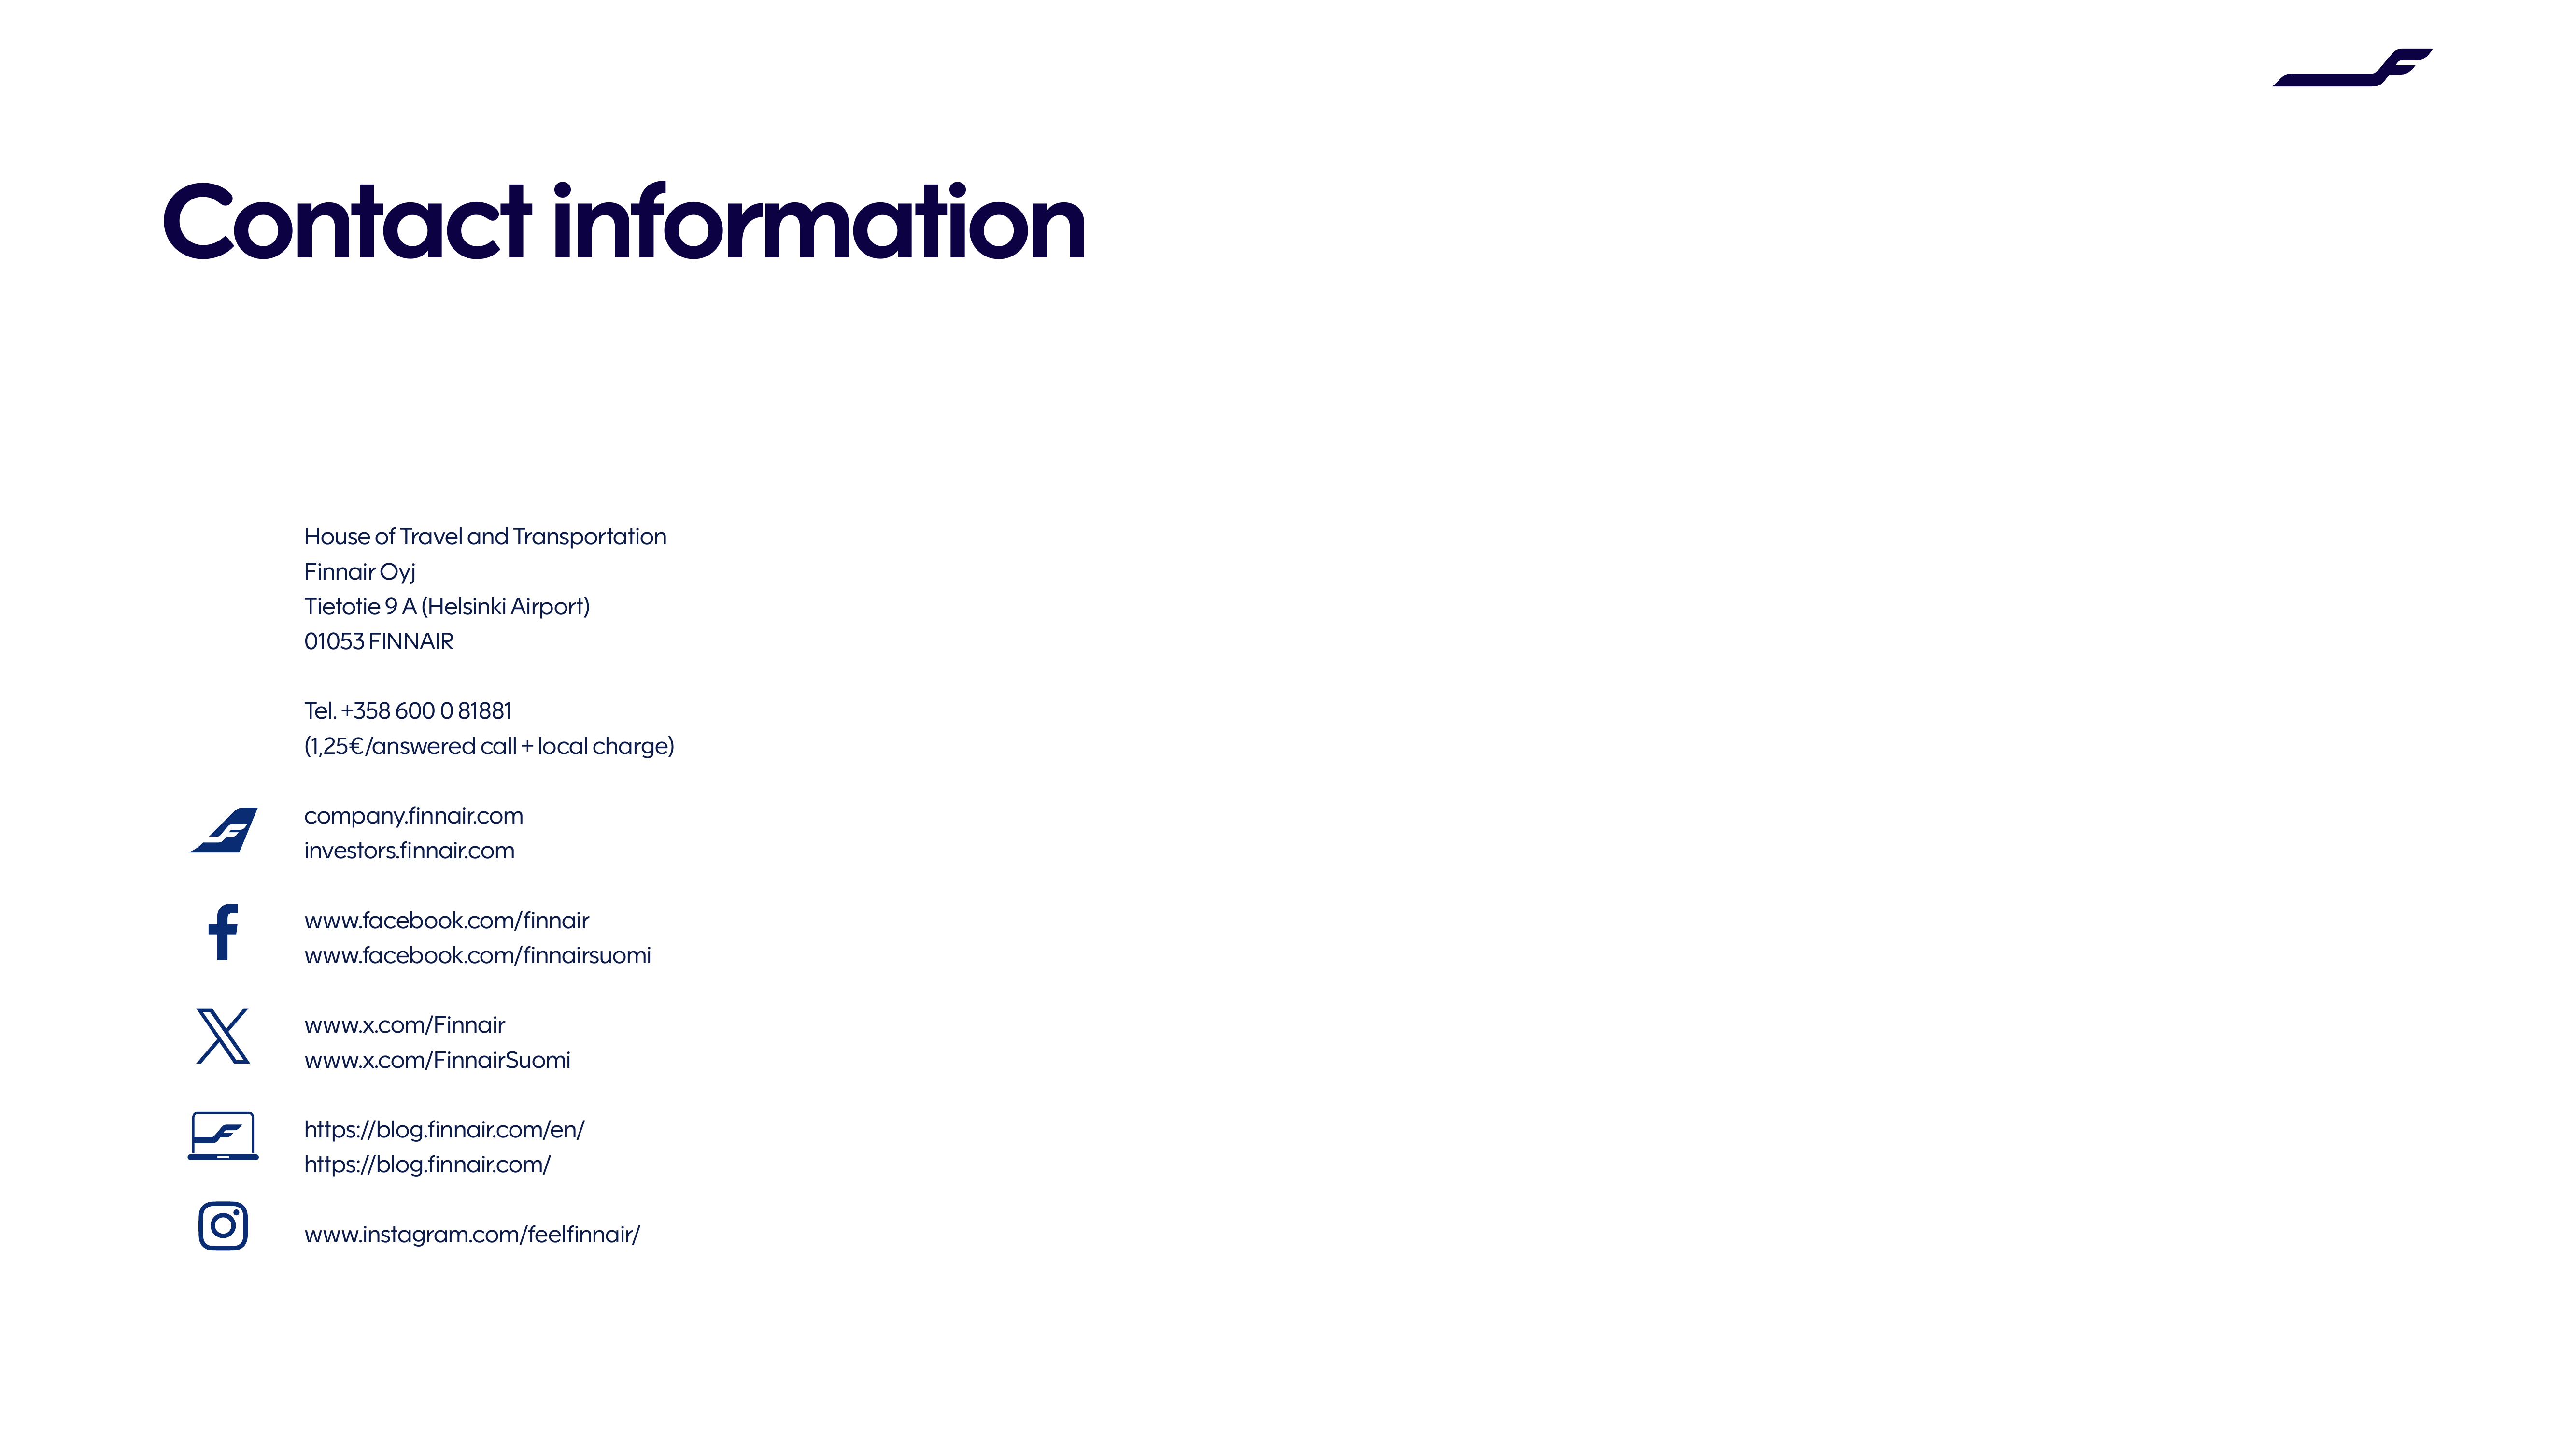 Contact information
House of Travel and Transportation
Finnair Oyj
Tietotie 9 A (Helsinki Airport)
01053 FINNAIR
Tel. +358 600 0 81881
(1,25€/answered call + local charge)
company.finnair.com
investors.finnair.com
www.facebook.com/finnair
www.facebook.com/finnairsuomi
www.x.com/Finnair
www.x.com/FinnairSuomi
https://blog.finnair.com/en/
https://blog.finnair.com/
www.instagram.com/feelfinnair/